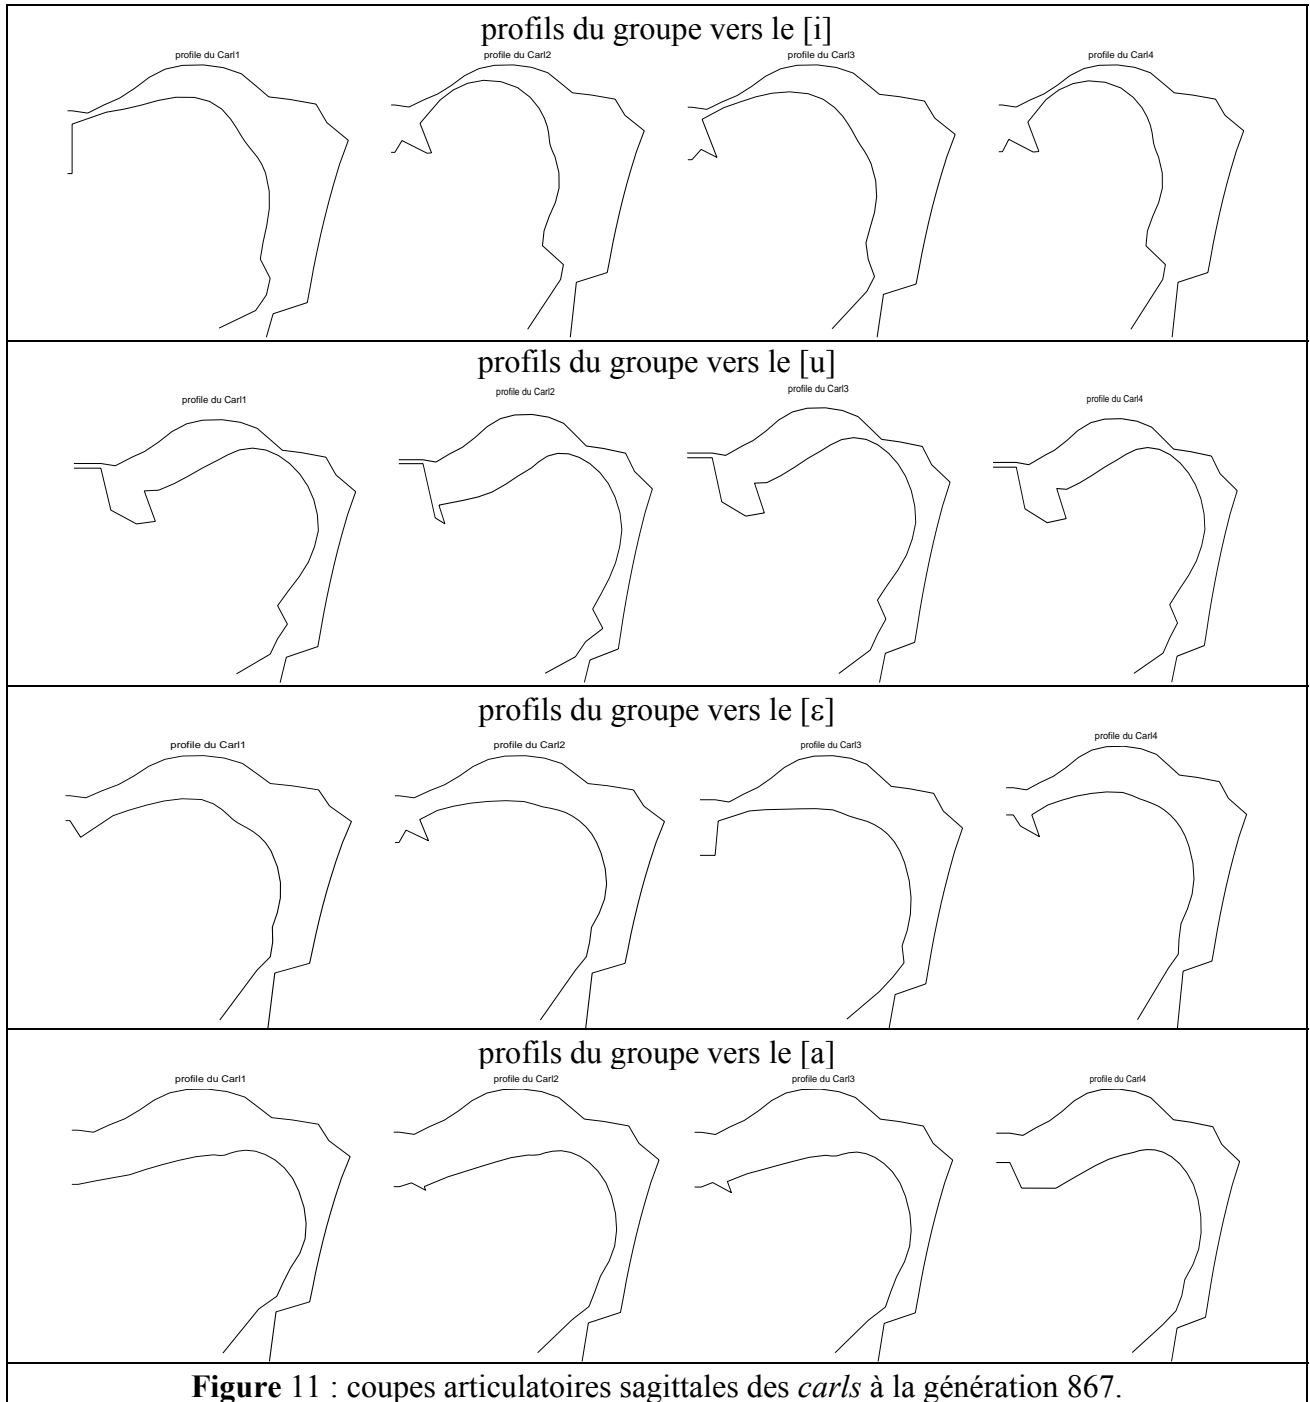 profils du groupe vers le [i]
profile du Carl1
profile du Carl2
profile du Carl3
profile du Carl4
profils du groupe vers le [u]
profile du Carl1
profile du Carl2
profile du Carl3
profile du Carl4
profils du groupe vers le [ɛ]
profile du Carl1
profile du Carl2
profile du Carl3
profile du Carl4
profils du groupe vers le [a]
profile du Carl1
profile du Carl2
profile du Carl3
profile du Carl4
Figure 11 : coupes articulatoires sagittales des carls à la génération 867.